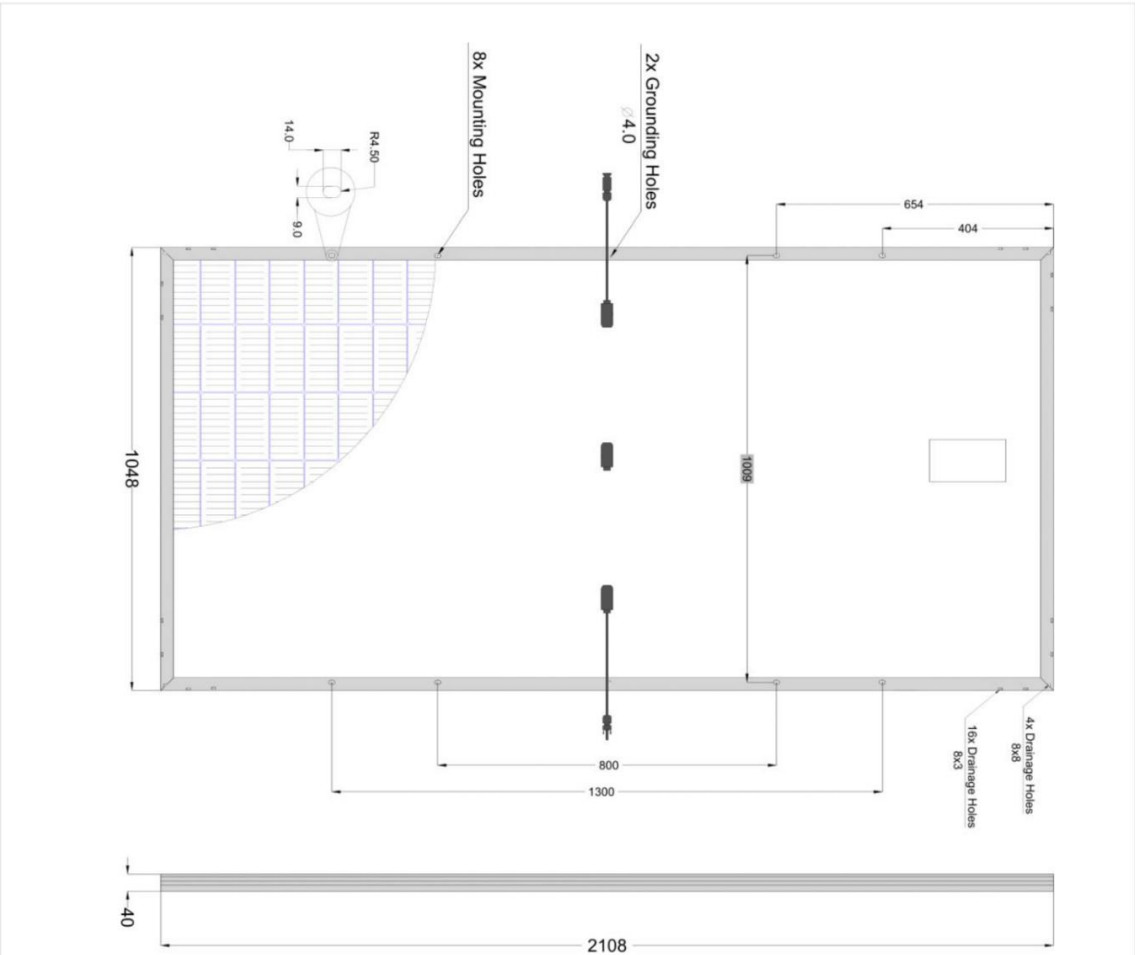 8x Mounting Holes
2x Grounding Holes
∅4.0
14.0
R4.50
9.0
654
404
1048
1009
4x Drainage Holes
8x8
16x Drainage Holes
8x3
800
1300
40
2108